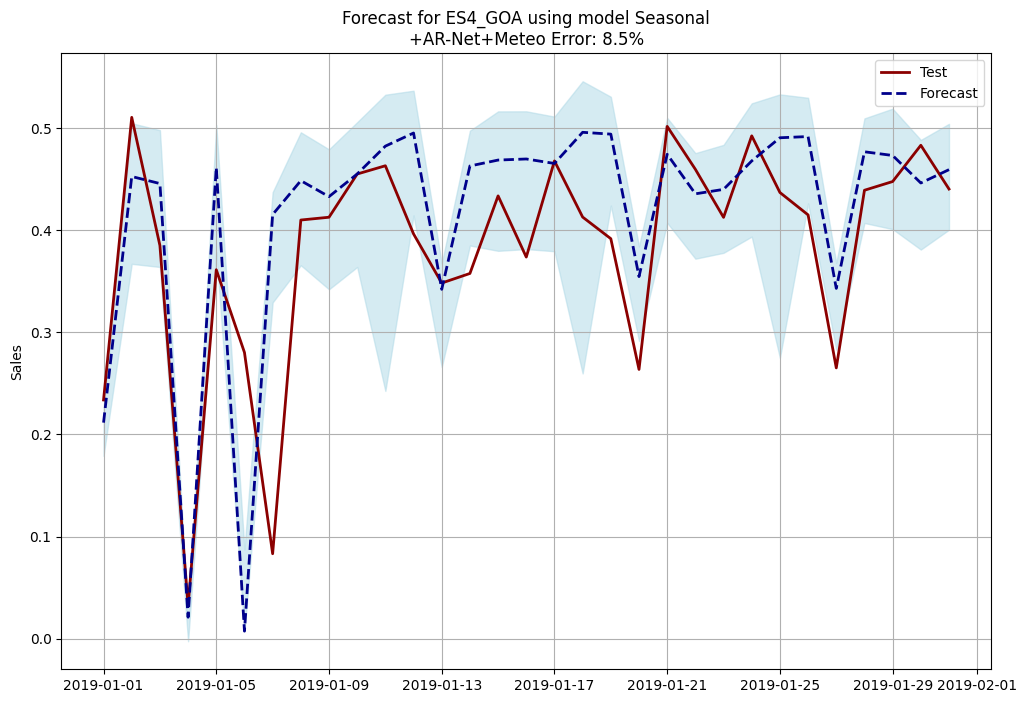 Forecast for ES4_GOA using model Seasonal
+AR-Net+Meteo Error: 8.5%
Test
Forecast
Sales
0.5
0.4
0.3
0.2
0.1
0.0
2019-01-01 2019-01-05 2019-01-09 2019-01-13 2019-01-17 2019-01-21 2019-01-25 2019-01-29 2019-02-01